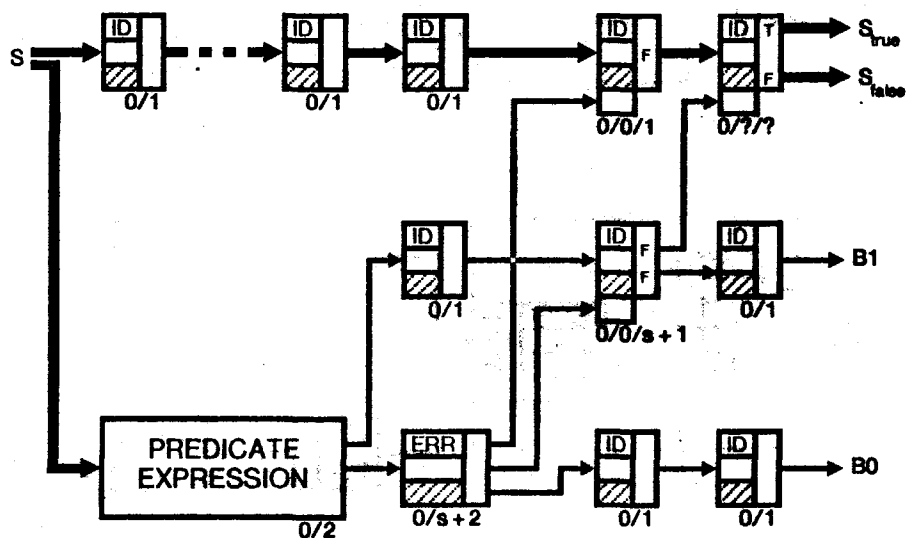 ID ID ID ID ID T S true
S F
F S false
0/1 0/1 0/1 0/0/1 0/?/?
ID ID F ID
F B1
0/1 0/0/s + 1 0/1
PREDICATE
EXPRESSION
ERR ID ID
B0
0/2 0/s + 2 0/1 0/1